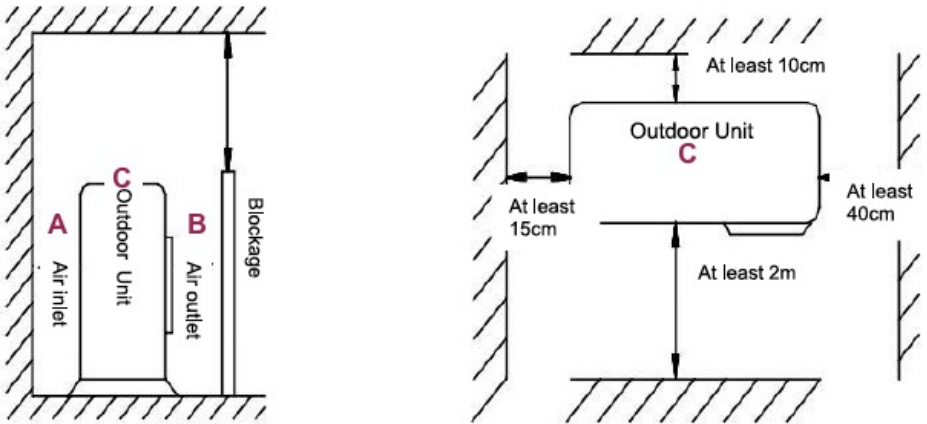 A
Air inlet
C
Outdoor Unit
B
Air outlet
Blockage
At least 10cm
Outdoor Unit
C
At least
15cm
At least
40cm
At least 2m